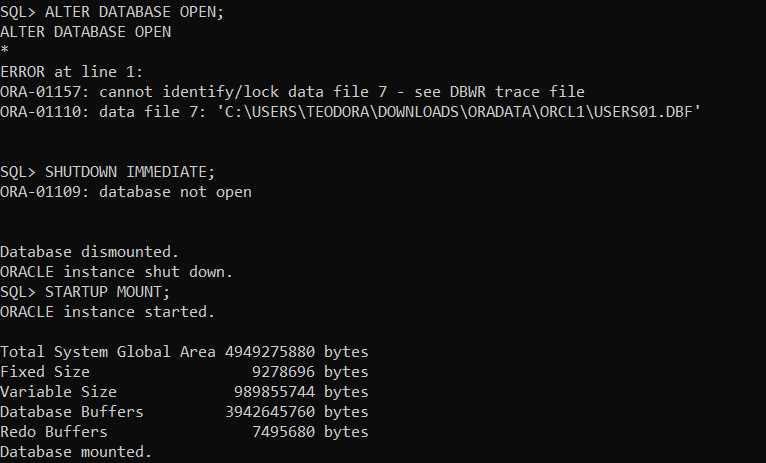 SQL> ALTER DATABASE OPEN;
ALTER DATABASE OPEN
*
ERROR at line 1:
ORA-01157: cannot identify/lock data file 7 - see DBWR trace file
ORA-01110: data file 7: 'C:\USERS\TEODORA\DOWNLOADS\ORADATA\ORCL1\USERS01.DBF'
SQL> SHUTDOWN IMMEDIATE;
ORA-01109: database not open
Database dismounted.
ORACLE instance shut down.
SQL> STARTUP MOUNT;
ORACLE instance started.
Total System Global Area 4949275880 bytes
Fixed Size 9278696 bytes
Variable Size 989855744 bytes
Database Buffers 3942645760 bytes
Redo Buffers 7495680 bytes
Database mounted.